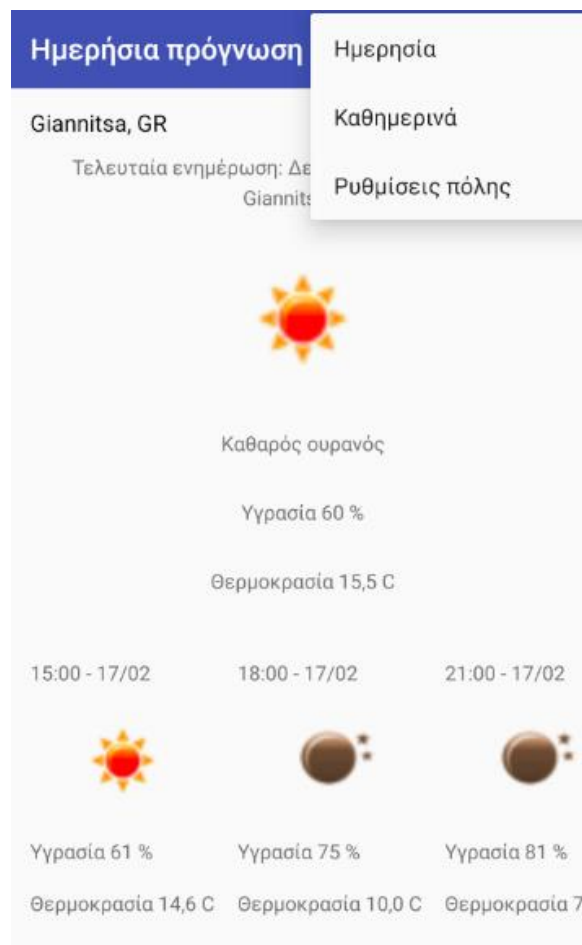 Ημερήσια πρόγνωση
Ημερησία
Καθημερινά
Ρυθμίσεις πόλης
Giannitsa, GR
Τελευταία ενημέρωση:
Καθαρός ουρανός
Υγρασία 60 %
Θερμοκρασία 15,5 C
15:00 - 17/02 18:00 - 17/02 21:00 - 17/02
Υγρασία 61 % Υγρασία 75 % Υγρασία 81 %
Θερμοκρασία 14,6 C Θερμοκρασία 10,0 C Θερμοκρασία 7